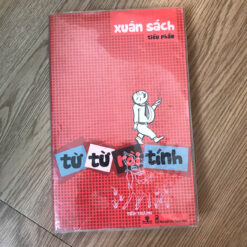 xuân sách
tiểu phẩm
từ từ rồi tính